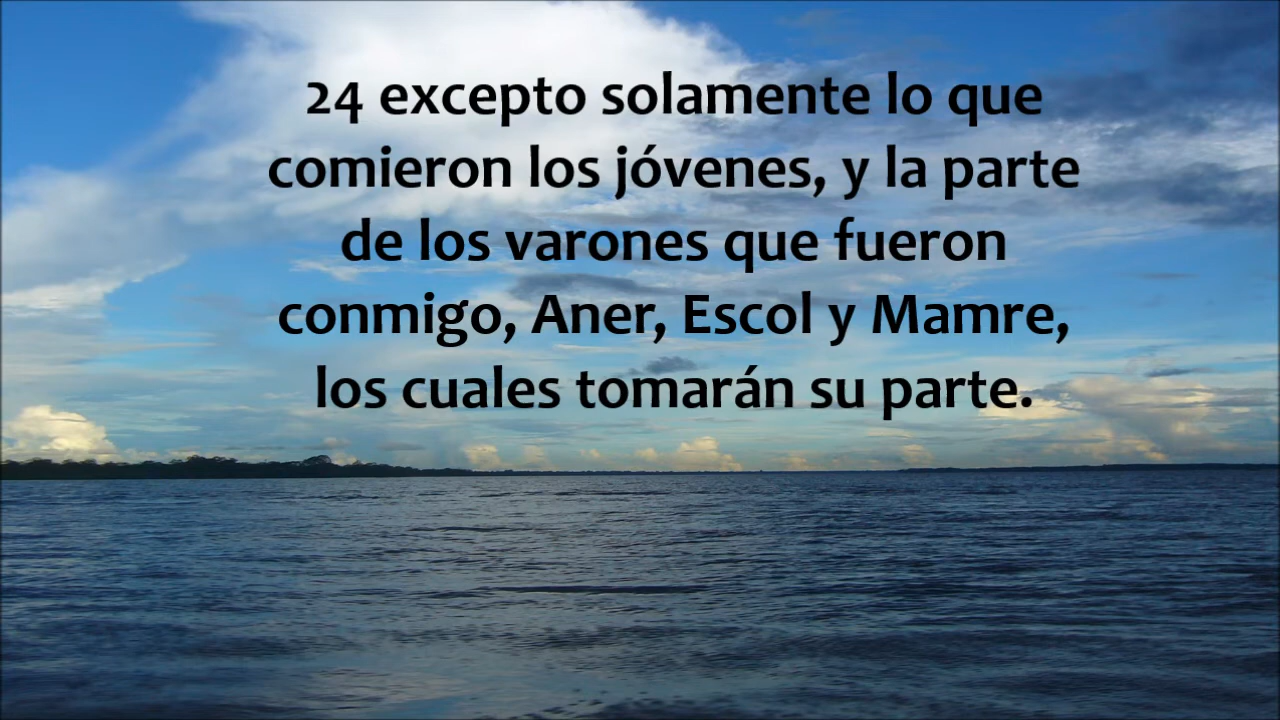 24 excepto solamente lo que
comieron los jóvenes, y la parte
de los varones que fueron
conmigo, Aner, Escol y Mamre,
los cuales tomarán su parte.